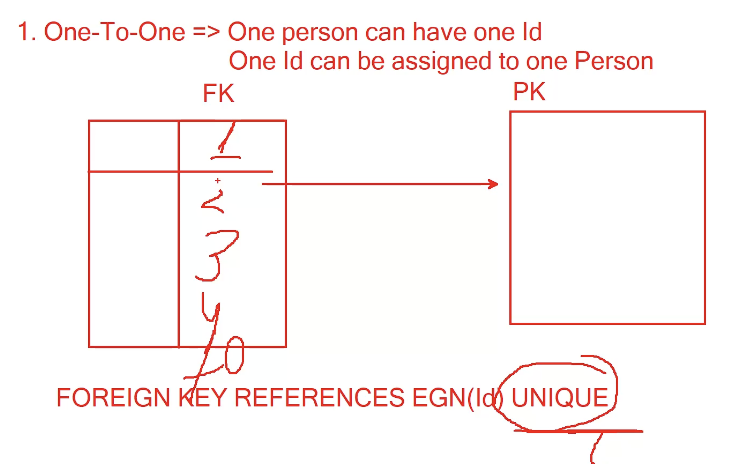 1. One-To-One => One person can have one Id
One Id can be assigned to one Person
FK PK
1
2
3
4
10
FOREIGN KEY REFERENCES EGN(Id) UNIQUE